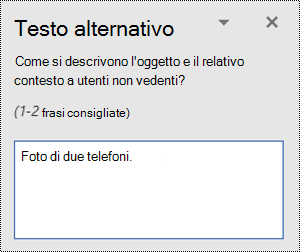 Testo alternativo
Come si descrivono l'oggetto e il relativo
contesto a utenti non vedenti?
(1-2 frasi consigliate)
Foto di due telefoni.